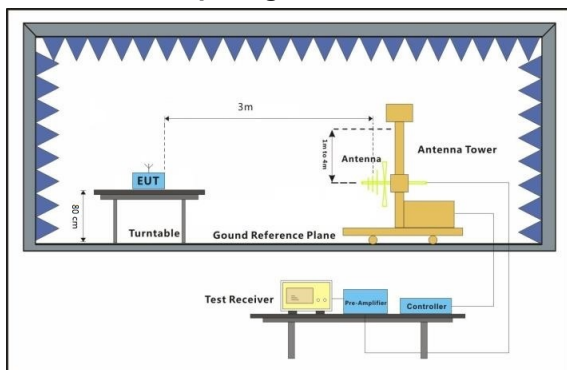 3m
1m to 4m
Antenna
Antenna Tower
EUT
80 cm
Turntable
Gound Reference Plane
Test Receiver
Pre-Amplifier
Controller